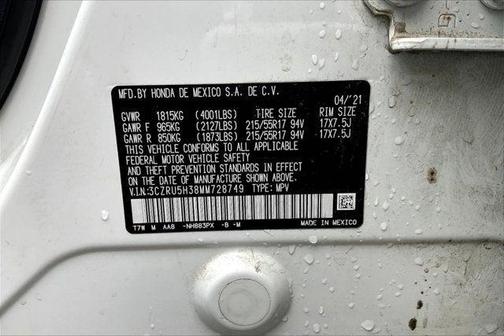 MFD.BY HONDA DE MEXICO S.A. DE C.V.
04/'21
GVWR 1815KG (4001LBS) TIRE SIZE RIM SIZE
GAWR F 965KG (2127LBS) 215/55R17 94V 17X7.5J
GAWR R 850KG (1873LBS) 215/55R17 94V 17X7.5J
THIS VEHICLE CONFORMS TO ALL APPLICABLE
FEDERAL MOTOR VEHICLE SAFETY
AND THEFT PREVENTION STANDARDS IN EFFECT
ON THE DATE OF MANUFACTURE SHOWN ABOVE.
V.I.N:3CZRU5H38MM728749 TYPE: MPV
T7W M AA8 -NH883PX -B -M MADE IN MEXICO